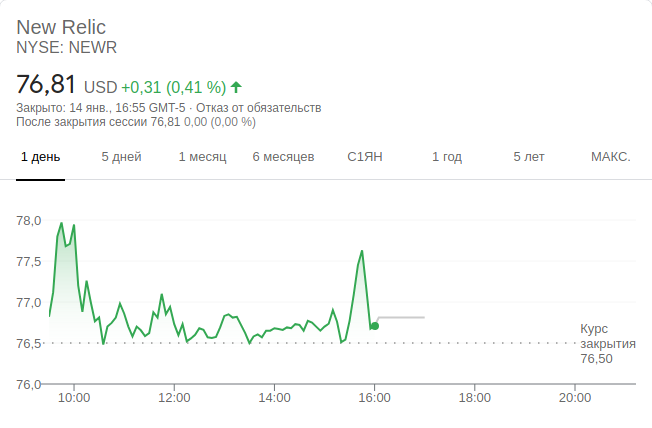 New Relic
NYSE: NEWR
76,81 USD +0,31 (0,41 %)
Закрыто: 14 янв., 16:55 GMT-5 · Отказ от обязательств
После закрытия сессии 76,81 0,00 (0,00 %)
1 день 5 дней 1 месяц 6 месяцев С1ЯН 1 год 5 лет МАКС.
78,0
77,5
77,0
76,5
76,0
Курс
закрытия
76,50
10:00 12:00 14:00 16:00 18:00 20:00